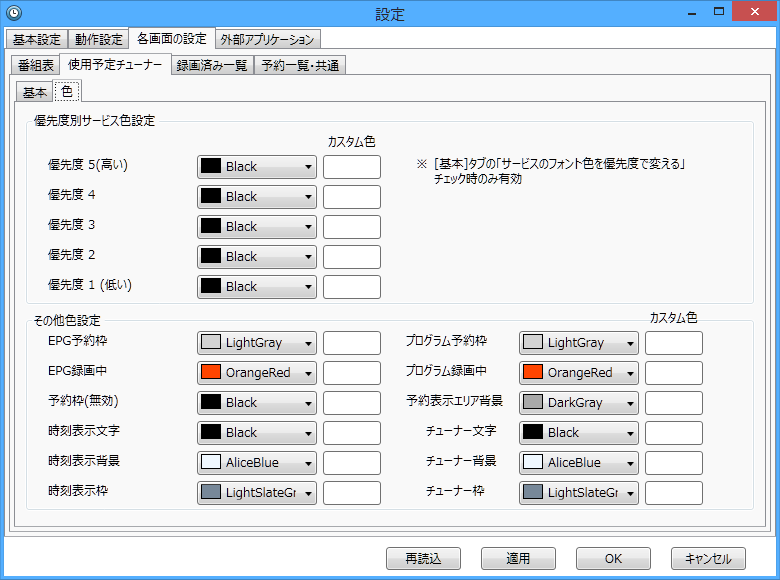 設定
基本設定 動作設定 各画面の設定 外部アプリケーション
番組表 使用予定チューナー 録画済み一覧 予約一覧・共通
基本 色
優先度別サービス色設定
カスタム色
優先度 5(高い) Black ※ [基本]タブの「サービスのフォント色を優先度で変える」
チェック時のみ有効
優先度 4 Black
優先度 3 Black
優先度 2 Black
優先度 1 (低い) Black
その他色設定 カスタム色
EPG予約枠 LightGray プログラム予約枠 LightGray
EPG録画中 OrangeRed プログラム録画中 OrangeRed
予約枠(無効) Black 予約表示エリア背景 DarkGray
時刻表示文字 Black チューナー文字 Black
時刻表示背景 AliceBlue チューナー背景 AliceBlue
時刻表示枠 LightSlateGr チューナー枠 LightSlateGr
再読込 適用 OK キャンセル